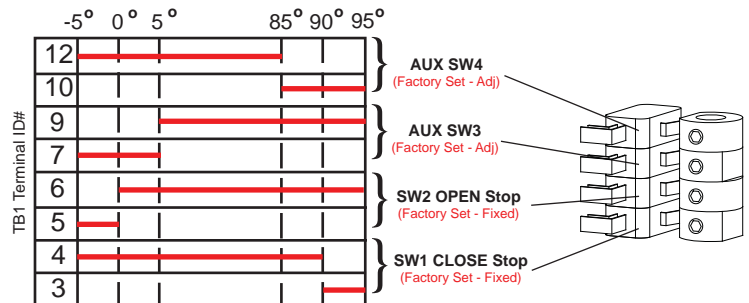 -5° 0° 5° 85° 90° 95°
TB1 Terminal ID#
12
10
9
7
6
5
4
3
AUX SW4
(Factory Set - Adj)
AUX SW3
(Factory Set - Adj)
SW2 OPEN Stop
(Factory Set - Fixed)
SW1 CLOSE Stop
(Factory Set - Fixed)